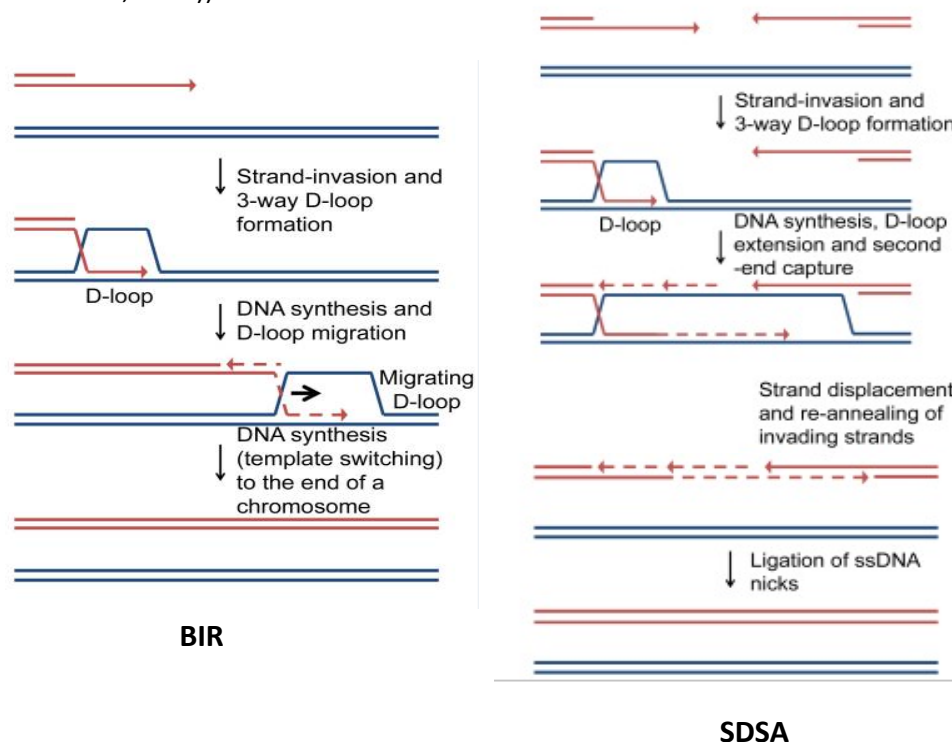 Strand-invasion and
3-way D-loop
formation
D-loop
DNA synthesis and
D-loop migration
Migrating
D-loop
DNA synthesis
(template switching)
to the end of a
chromosome
BIR
Strand-invasion and
3-way D-loop formation
D-loop
DNA synthesis, D-loop
extension and second
-end capture
Strand displacement
and re-annealing of
invading strands
Ligation of ssDNA
nicks
SDSA